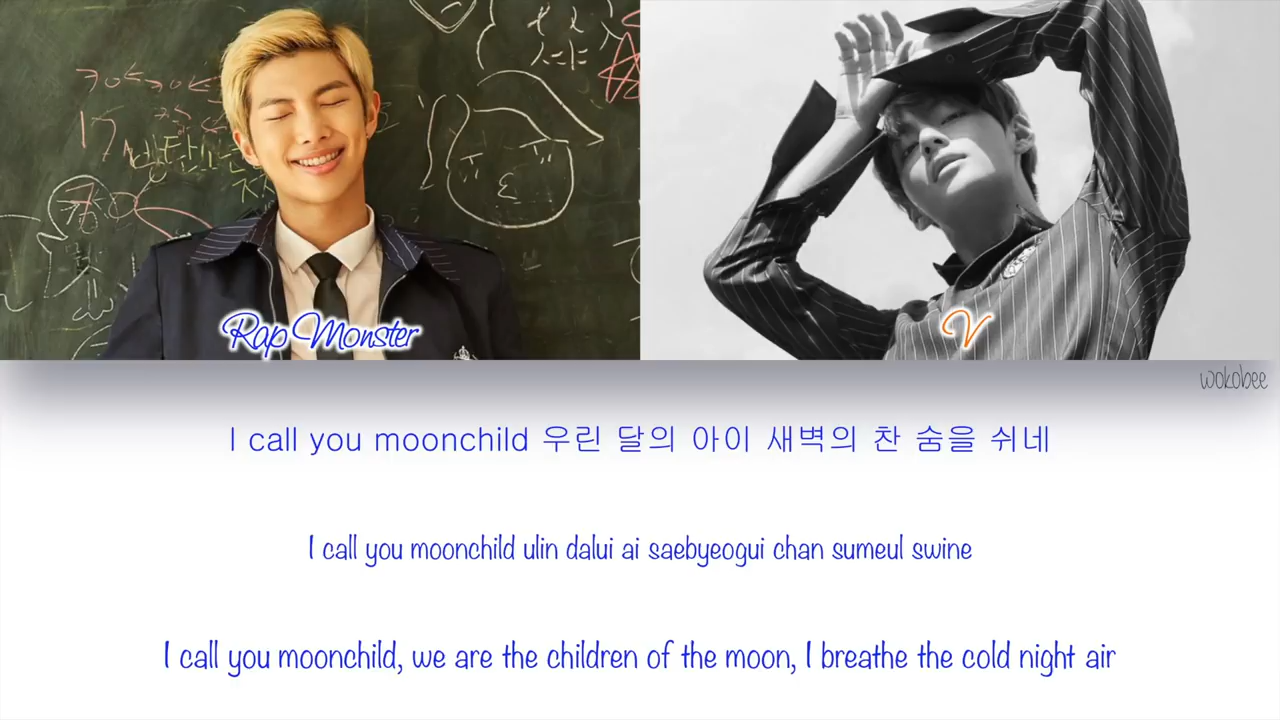 Rap Monster
V
wokobee
I call you moonchild 우린 달의 아이 새벽의 찬 숨을 쉬네
I call you moonchild ulin dalui ai saebyeogui chan sumeul swine
I call you moonchild, we are the children of the moon, I breathe the cold night air